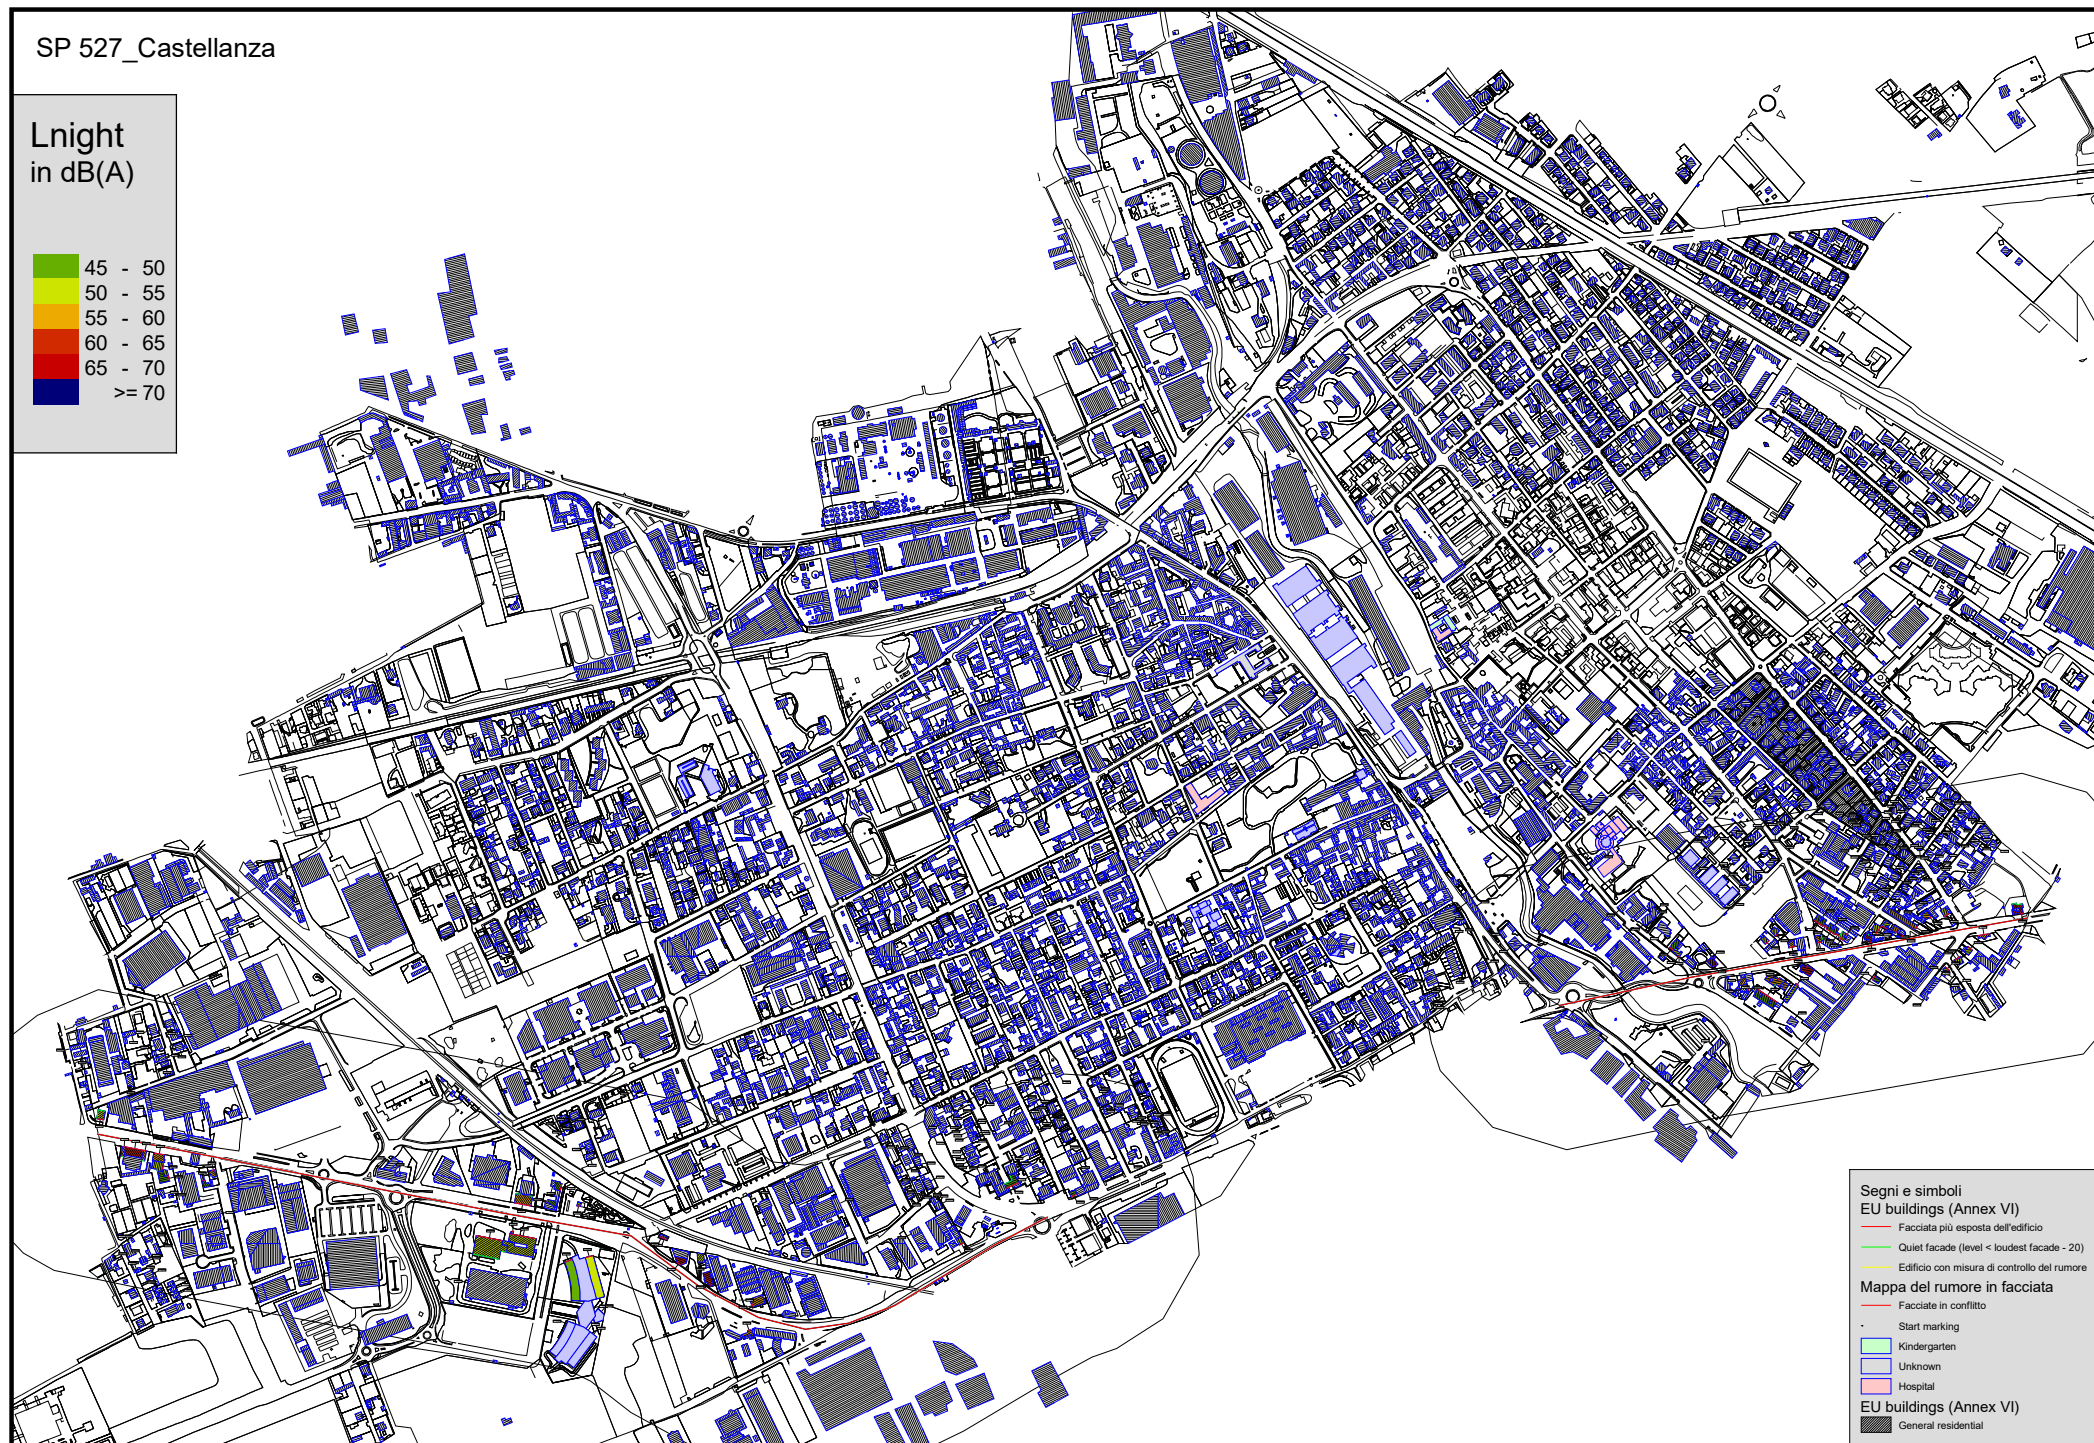 SP 527_Castellanza
Lnight
in dB(A)
45 - 50
50 - 55
55 - 60
60 - 65
65 - 70
>= 70
Segni e simboli
EU buildings (Annex VI)
Facciata più esposta dell'edificio
Quiet facade (level < loudest facade - 20)
Edificio con misura di controllo del rumore
Mappa del rumore in facciata
Facciate in conflitto
Start marking
Kindergarten
Unknown
Hospital
EU buildings (Annex VI)
General residential